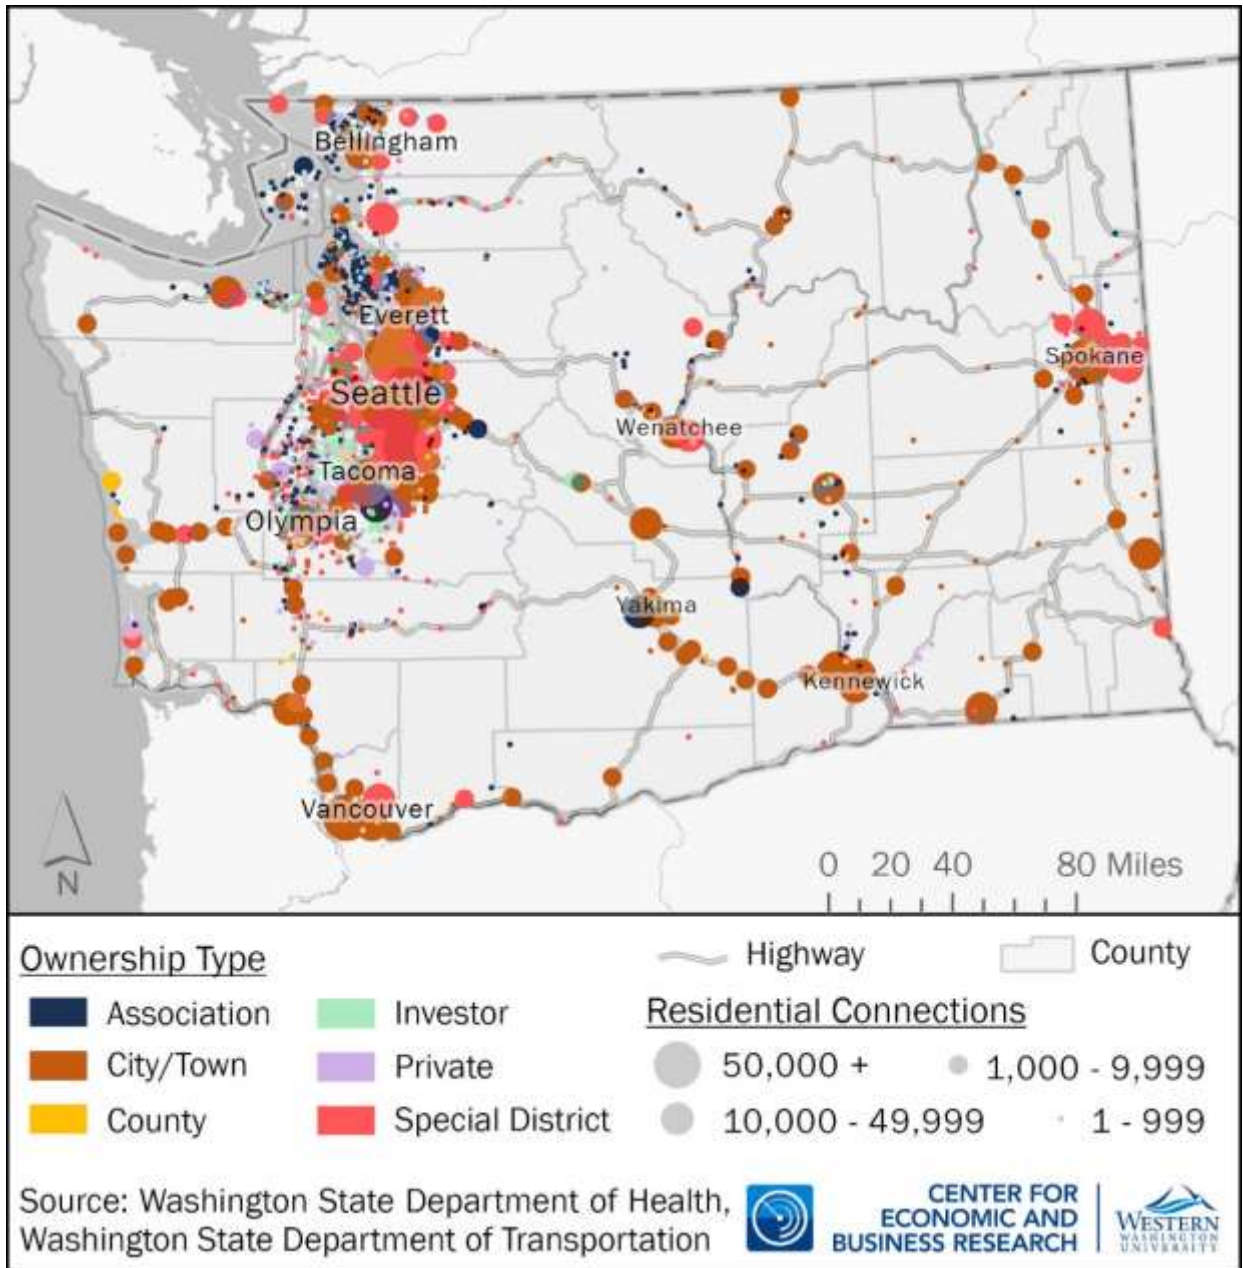 Bellingham
Everett
Seattle
Spokane
Wenatchee
Tacoma
Olympia
Yakima
Kennewick
Vancouver
N
0 20 40 80 Miles
Ownership Type
Association
City/Town
County
Investor
Private
Special District
Highway
County
Residential Connections
50,000 +
10,000 - 49,999
1,000 - 9,999
1 - 999
Source: Washington State Department of Health,
Washington State Department of Transportation
CENTER FOR
ECONOMIC AND
BUSINESS RESEARCH
WESTERN
WASHINGTON
UNIVERSITY